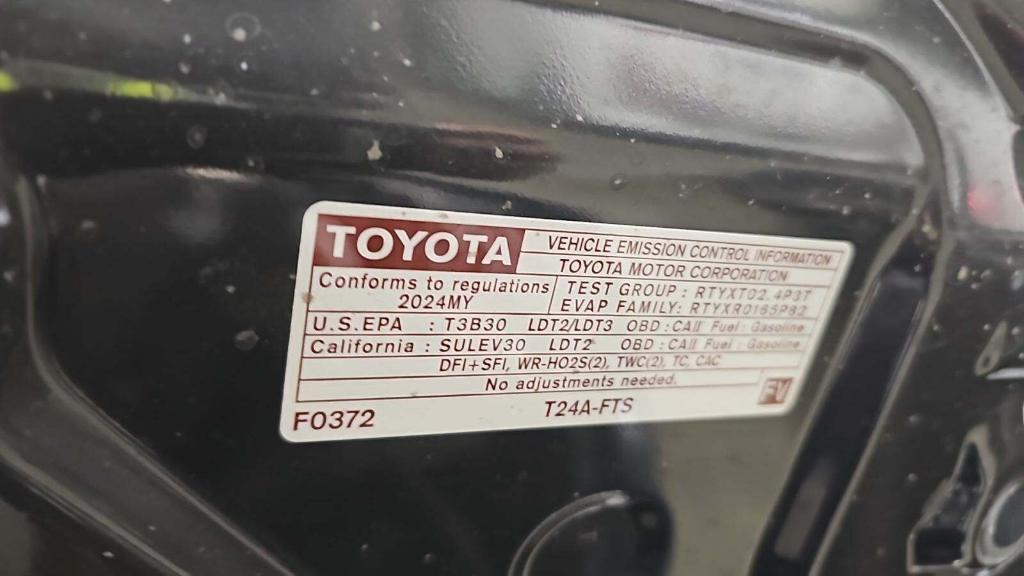 TOYOTA VEHICLE EMISSION CONTROL INFORMATION
TOYOTA MOTOR CORPORATION
Conforms to regulations
2024MY
TEST GROUP : RTYXT02.4P3T
EVAP FAMILY: RTYXR0165P82
U.S.EPA : T3B30 LDT2/LDT3 OBD : CAII Fuel : Gasoline
California : SULEV30 LDT2 OBD : CAII Fuel : Gasoline
DFI+SFI, WR-HO2S(2), TWC(2), TC, CAC
No adjustments needed.
FV
F0372 T24A-FTS